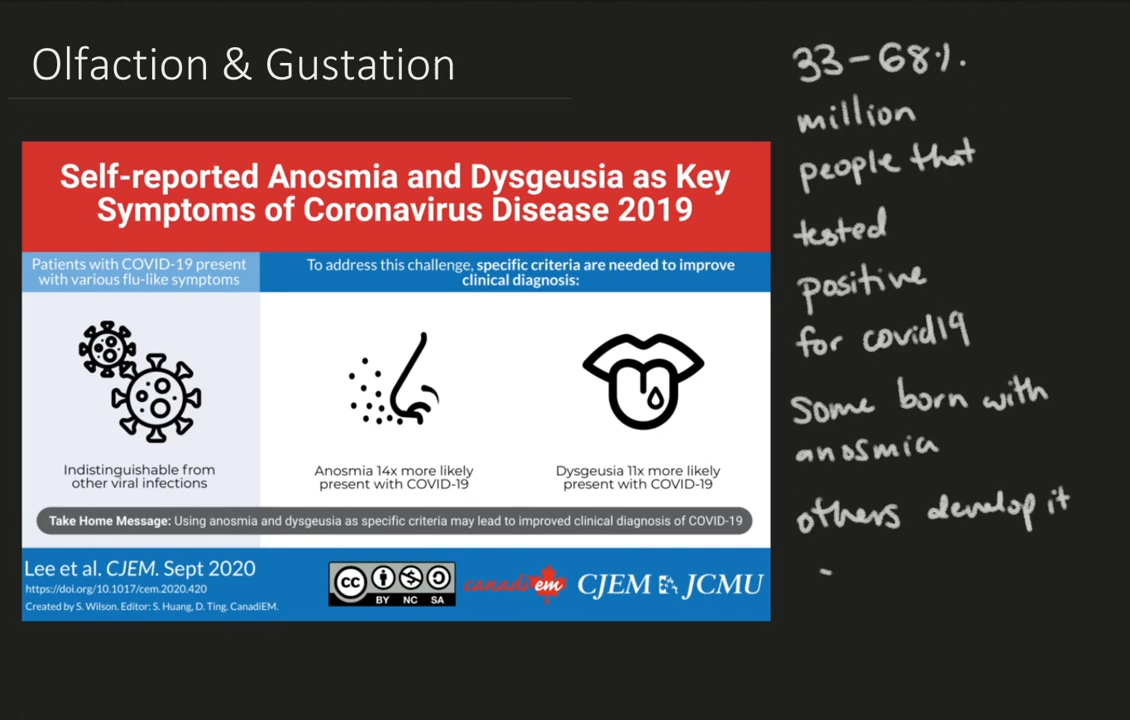 Olfaction & Gustation
Self-reported Anosmia and Dysgeusia as Key
Symptoms of Coronavirus Disease 2019
Patients with COVID-19 present
with various flu-like symptoms
To address this challenge, specific criteria are needed to improve
clinical diagnosis:
Indistinguishable from
other viral infections
Anosmia 14x more likely
present with COVID-19
Dysgeusia 11x more likely
present with COVID-19
Take Home Message: Using anosmia and dysgeusia as specific criteria may lead to improved clinical diagnosis of COVID-19
Lee et al. CJEM. Sept 2020
https://doi.org/10.1017/cem.2020.420
Created by S. Wilson. Editor: S. Huang, D. Ting. CanadiEM.
cc BY NC SA
canadiem
CJEM JCMU
33-68%.
million
people that
tested
positive
for covid19
Some born with
anosmia
others develop it